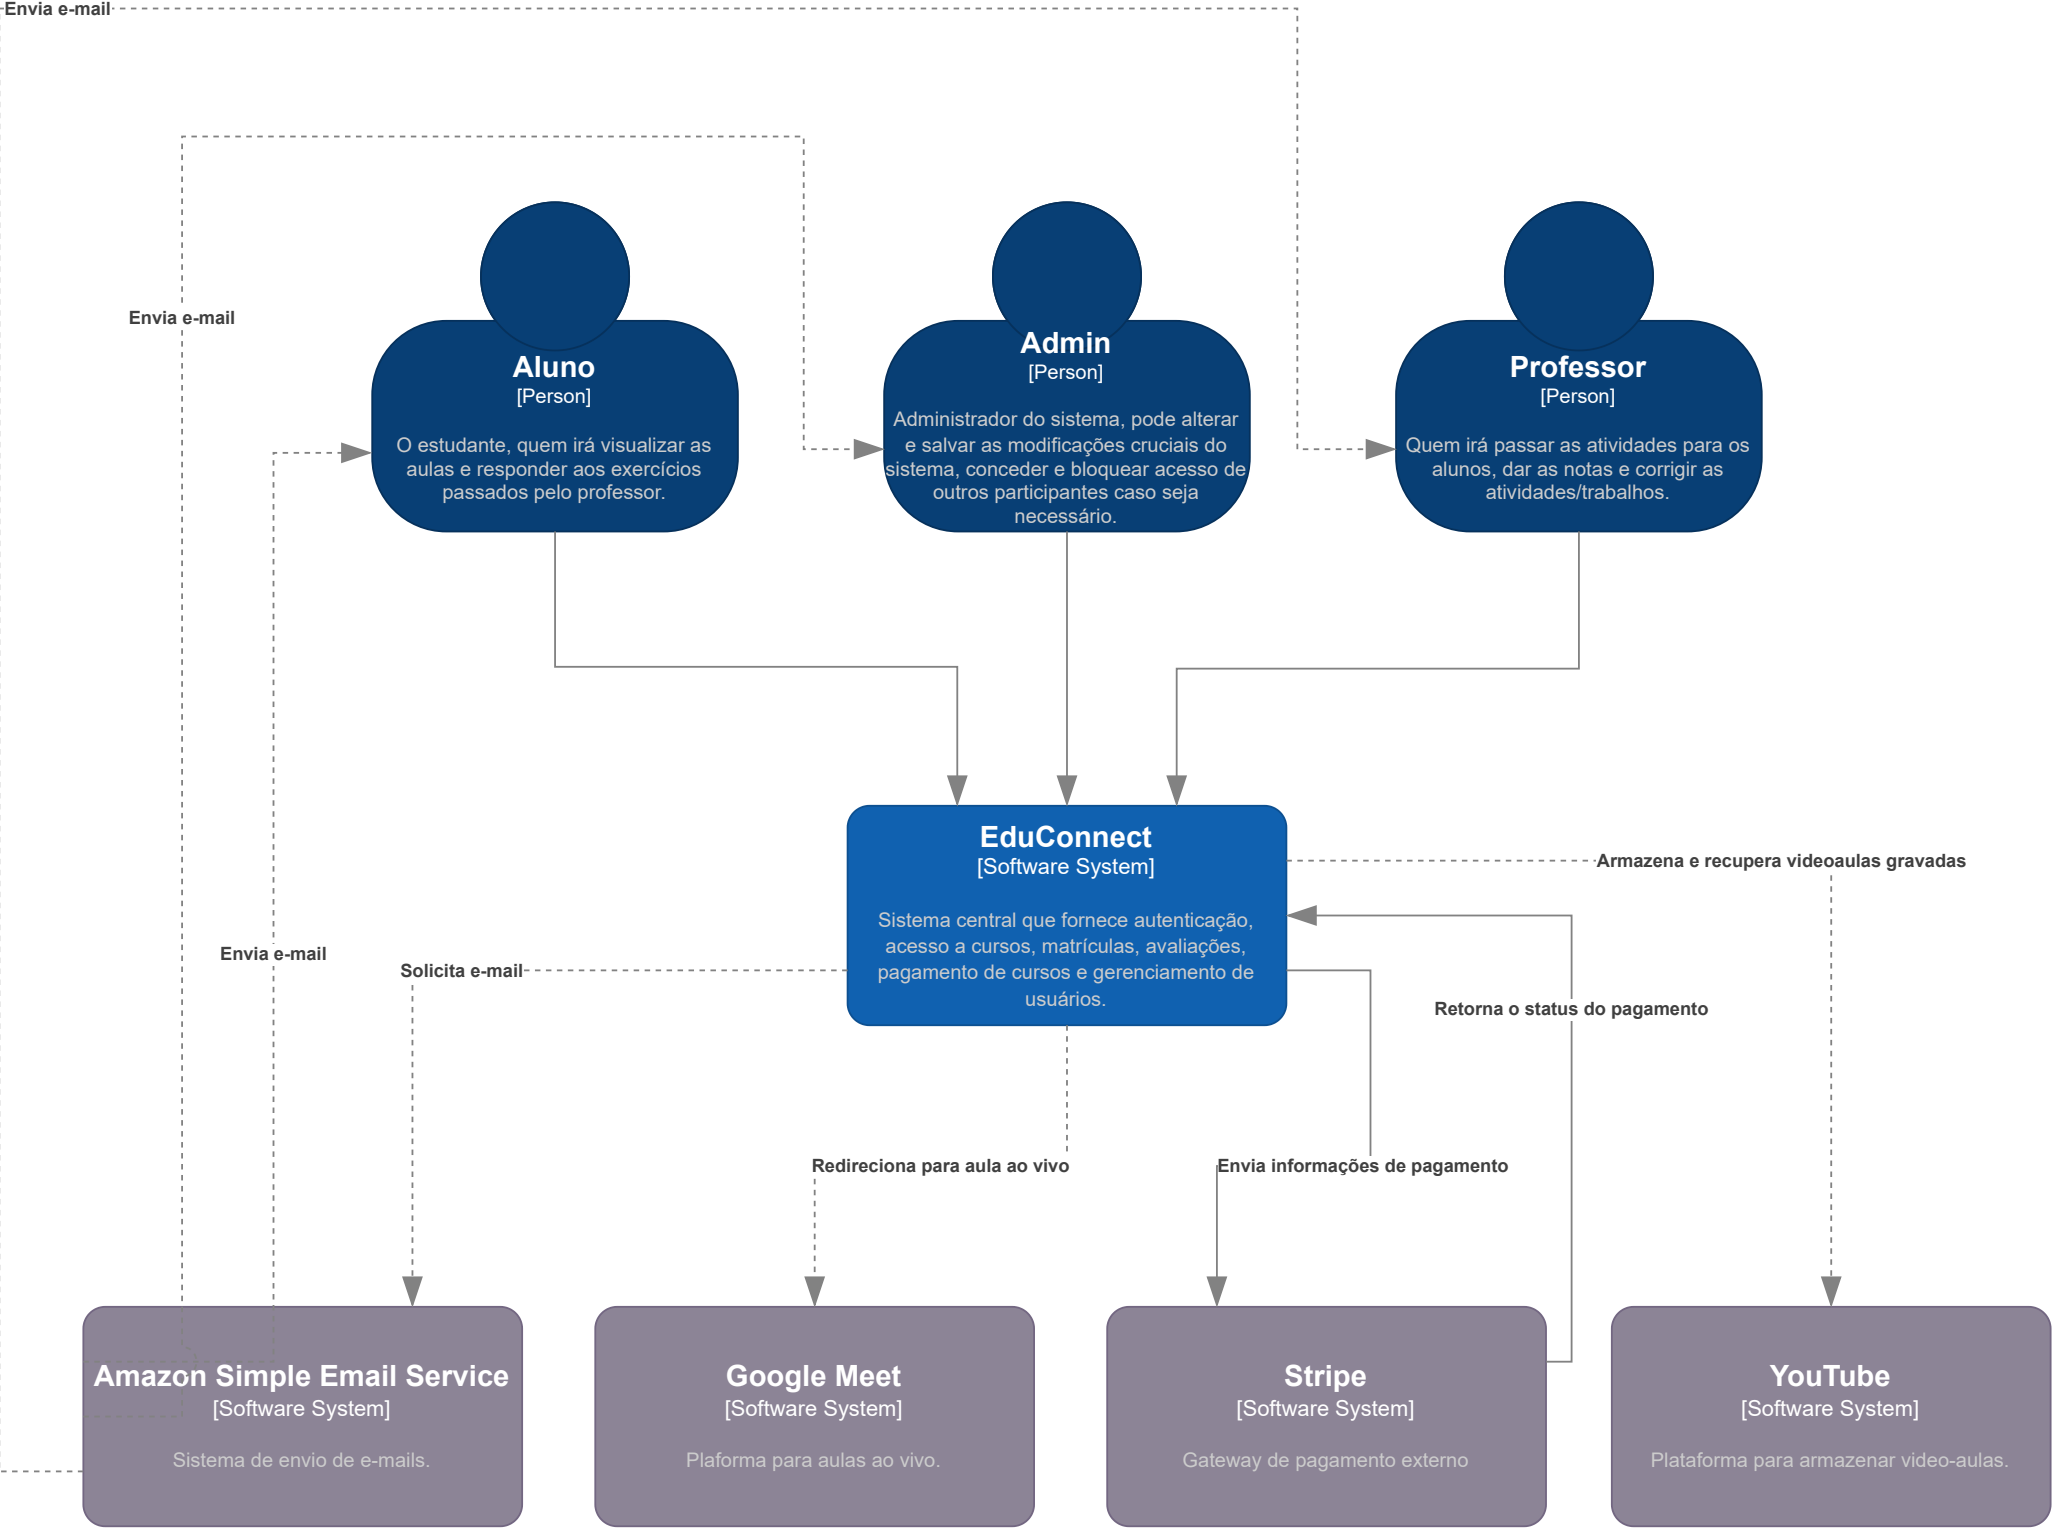 Envia e-mail
Envia e-mail
Aluno
[Person]
O estudante, quem irá visualizar as
aulas e responder aos exercícios
passados pelo professor.
Admin
[Person]
Administrador do sistema, pode alterar
e salvar as modificações cruciais do
sistema, conceder e bloquear acesso de
outros participantes caso seja
necessário.
Professor
[Person]
Quem irá passar as atividades para os
alunos, dar as notas e corrigir as
atividades/trabalhos.
EduConnect
[Software System]
Sistema central que fornece autenticação,
acesso a cursos, matrículas, avaliações,
pagamento de cursos e gerenciamento de
usuários.
Armazena e recupera videoaulas gravadas
Envia e-mail
Solicita e-mail
Retorna o status do pagamento
Redireciona para aula ao vivo
Envia informações de pagamento
Amazon Simple Email Service
[Software System]
Sistema de envio de e-mails.
Google Meet
[Software System]
Plaforma para aulas ao vivo.
Stripe
[Software System]
Gateway de pagamento externo
YouTube
[Software System]
Plataforma para armazenar video-aulas.